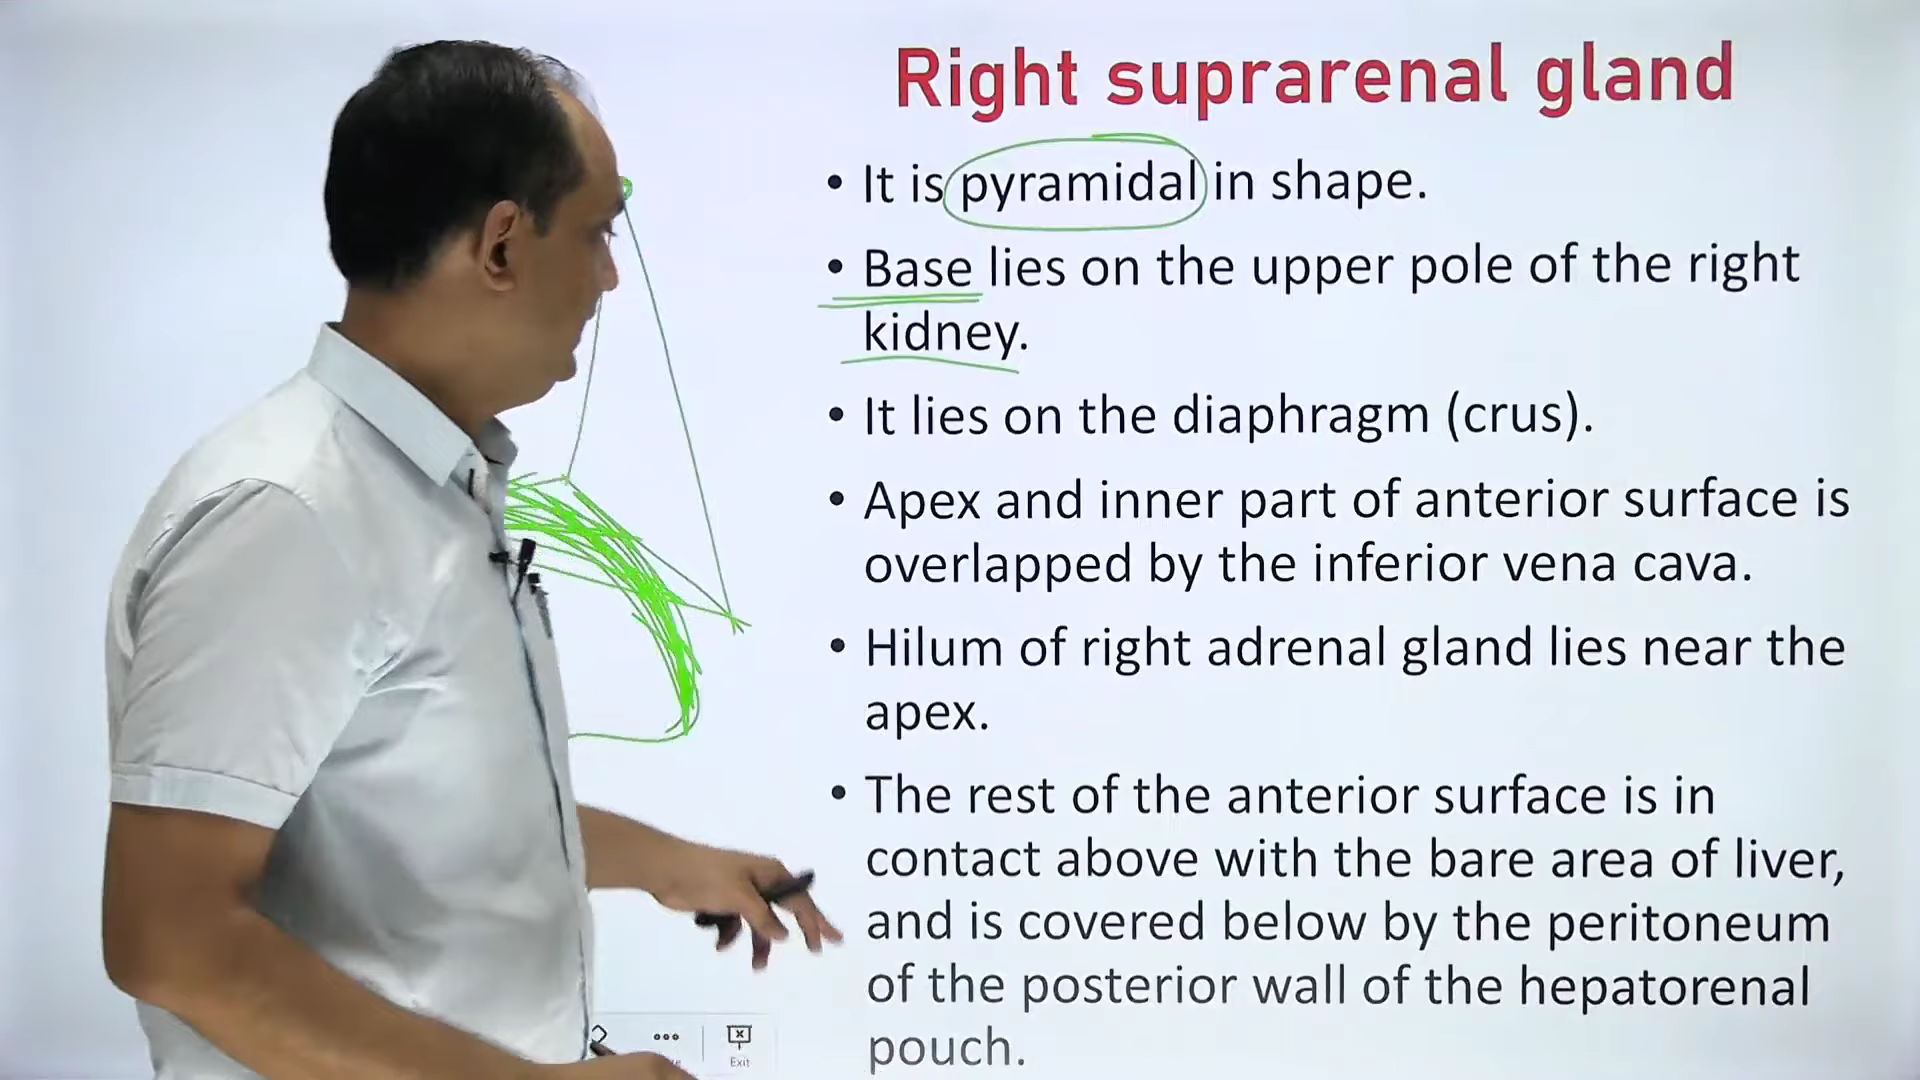 Right suprarenal gland
• It is pyramidal in shape.
• Base lies on the upper pole of the right
kidney.
• It lies on the diaphragm (crus).
• Apex and inner part of anterior surface is
overlapped by the inferior vena cava.
• Hilum of right adrenal gland lies near the
apex.
• The rest of the anterior surface is in
contact above with the bare area of liver,
and is covered below by the peritoneum
of the posterior wall of the hepatorenal
pouch.
Exit